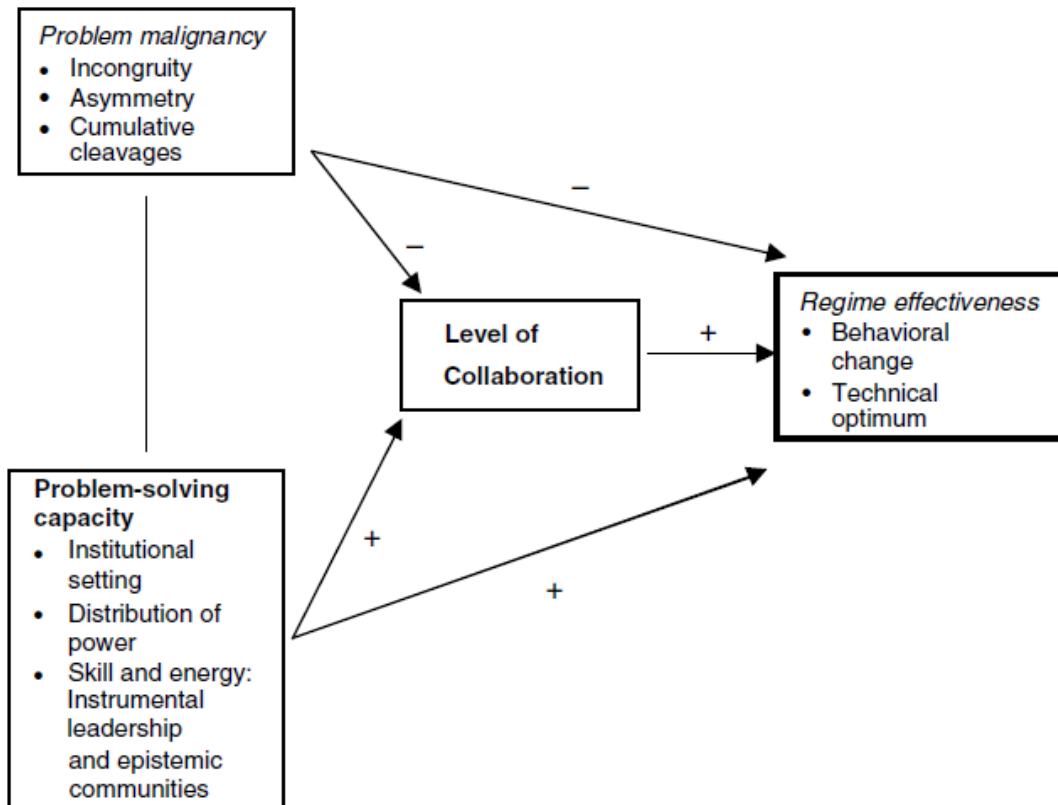 Problem malignancy
• Incongruity
• Asymmetry
• Cumulative
cleavages
–
–
Level of
Collaboration
+
Regime effectiveness
• Behavioral
change
• Technical
optimum
Problem-solving
capacity
• Institutional
setting
• Distribution of
power
• Skill and energy:
Instrumental
leadership
and epistemic
communities
+
+